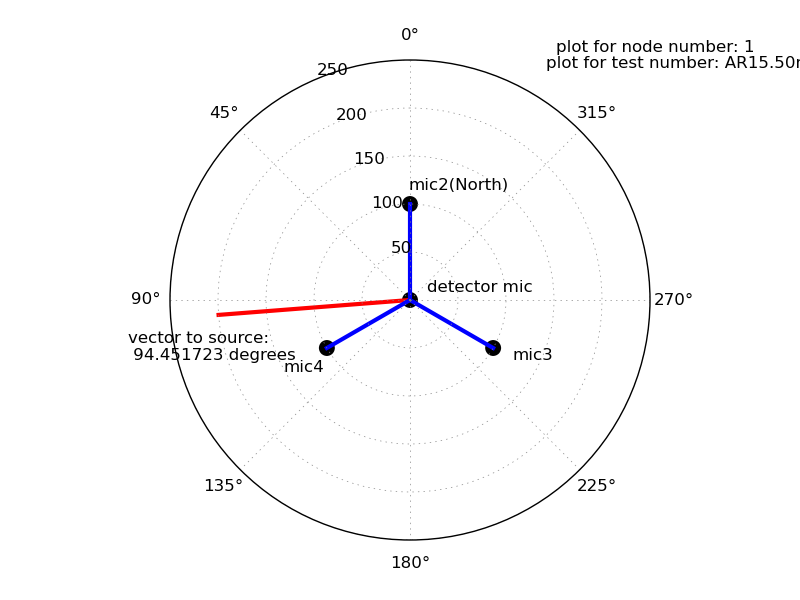 0°
plot for node number: 1
plot for test number: AR15.50
250
45°
315°
200
150
mic2(North)
100
50
detector mic
90°
270°
vector to source:
94.451723 degrees
mic4
mic3
135°
225°
180°